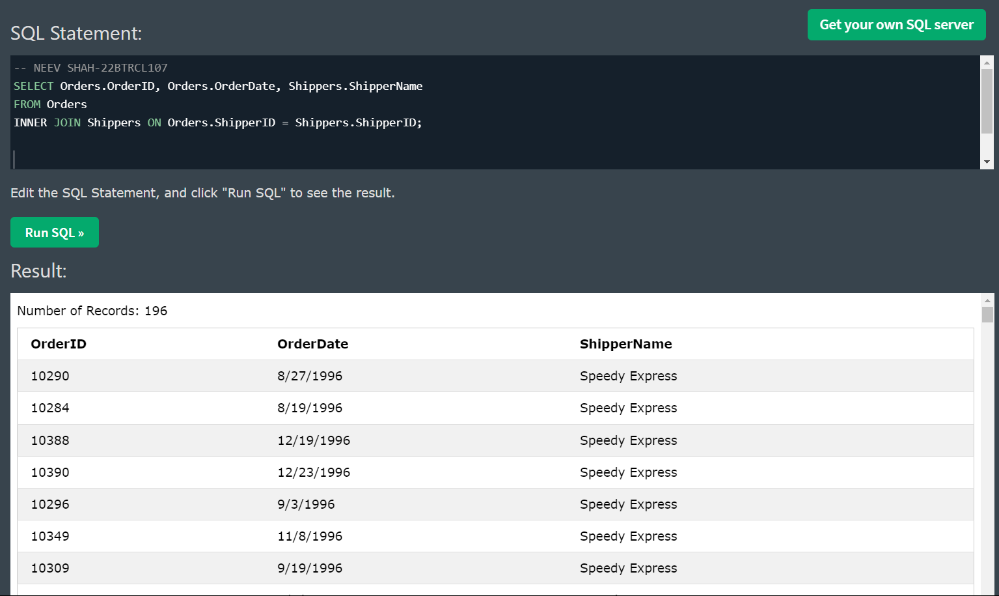 SQL Statement:
Get your own SQL server
-- NEEV SHAH-22BTRCL107
SELECT Orders.OrderID, Orders.OrderDate, Shippers.ShipperName
FROM Orders
INNER JOIN Shippers ON Orders.ShipperID = Shippers.ShipperID;
Edit the SQL Statement, and click "Run SQL" to see the result.
Run SQL »
Result:
Number of Records: 196
OrderID OrderDate ShipperName
10290 8/27/1996 Speedy Express
10284 8/19/1996 Speedy Express
10388 12/19/1996 Speedy Express
10390 12/23/1996 Speedy Express
10296 9/3/1996 Speedy Express
10349 11/8/1996 Speedy Express
10309 9/19/1996 Speedy Express